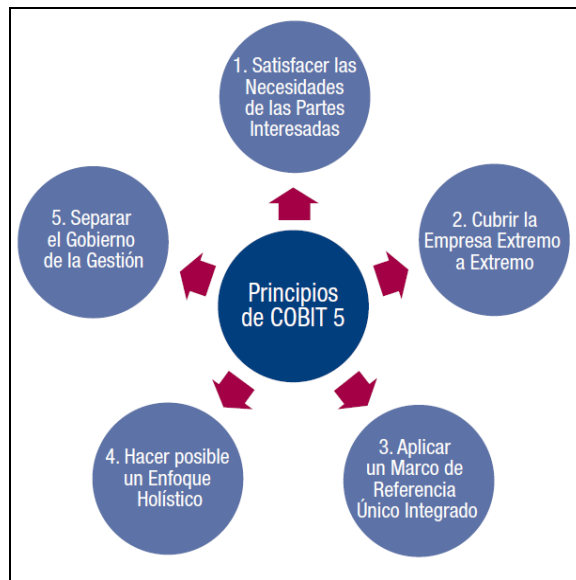 1. Satisfacer las
Necesidades
de las Partes
Interesadas
2. Cubrir la
Empresa Extremo
a Extremo
3. Aplicar
un Marco de
Referencia
Único Integrado
4. Hacer posible
un Enfoque
Holístico
5. Separar
el Gobierno
de la Gestión
Principios
de COBIT 5